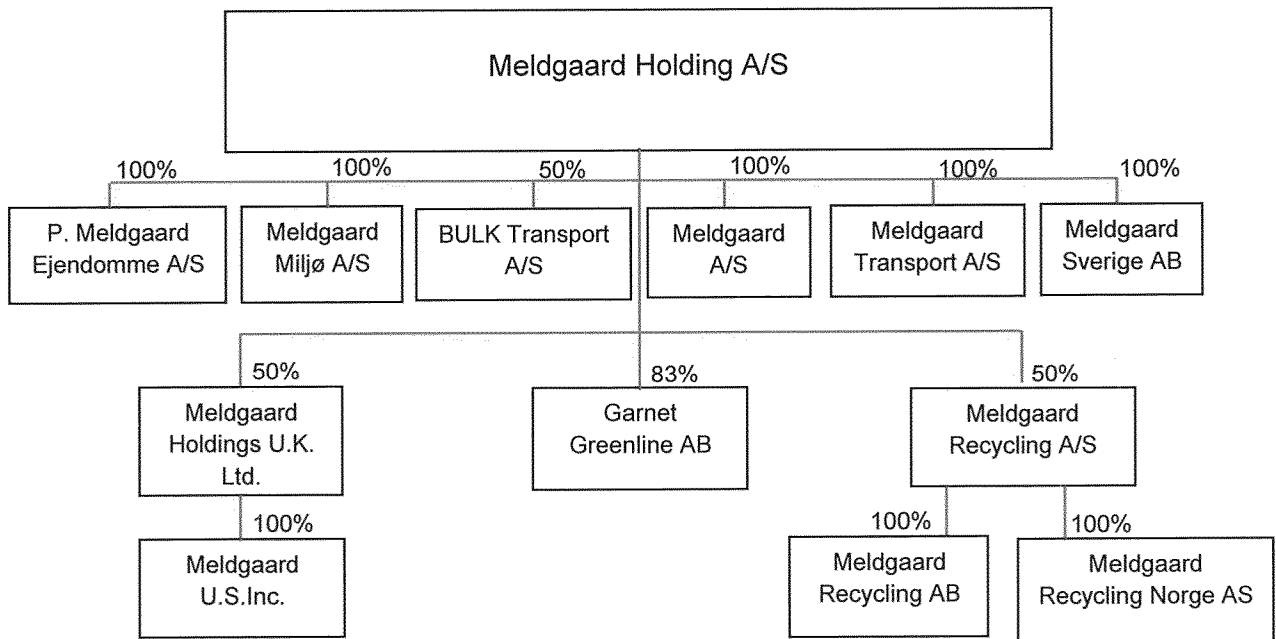 Meldgaard Holding A/S
100%
100%
50%
100%
100%
100%
P. Meldgaard
Ejendomme A/S
Meldgaard
Miljø A/S
BULK Transport
A/S
Meldgaard
A/S
Meldgaard
Transport A/S
Meldgaard
Sverige AB
50%
83%
50%
Meldgaard
Holdings U.K.
Ltd.
Garnet
Greenline AB
Meldgaard
Recycling A/S
100%
100%
100%
Meldgaard
U.S.Inc.
Meldgaard
Recycling AB
Meldgaard
Recycling Norge AS